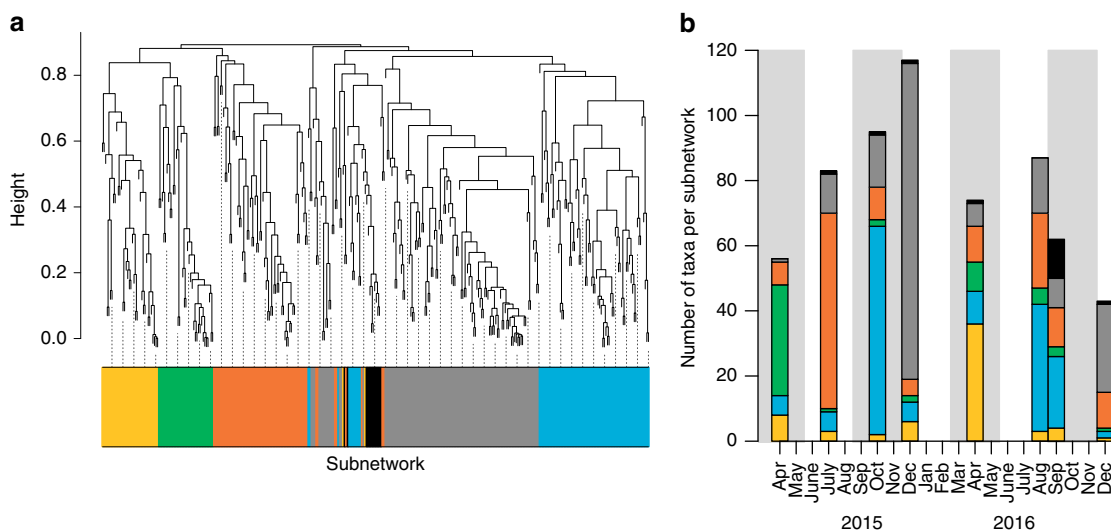 a
Height
0.8
0.6
0.4
0.2
0.0
Subnetwork
b
Number of taxa per subnetwork
120
100
80
60
40
20
0
Apr
May
June
July
Aug
Sep
Oct
Nov
Dec
Jan
Feb
Mar
Apr
May
June
July
Aug
Sep
Oct
Nov
Dec
2015
2016